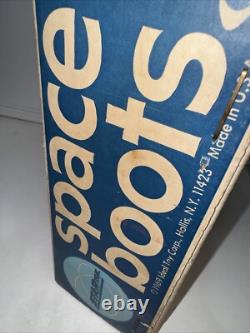 space
boots
© 1969 Ideal Toy Corp., Hollis, N.Y. 11423 Made in U.S.A.